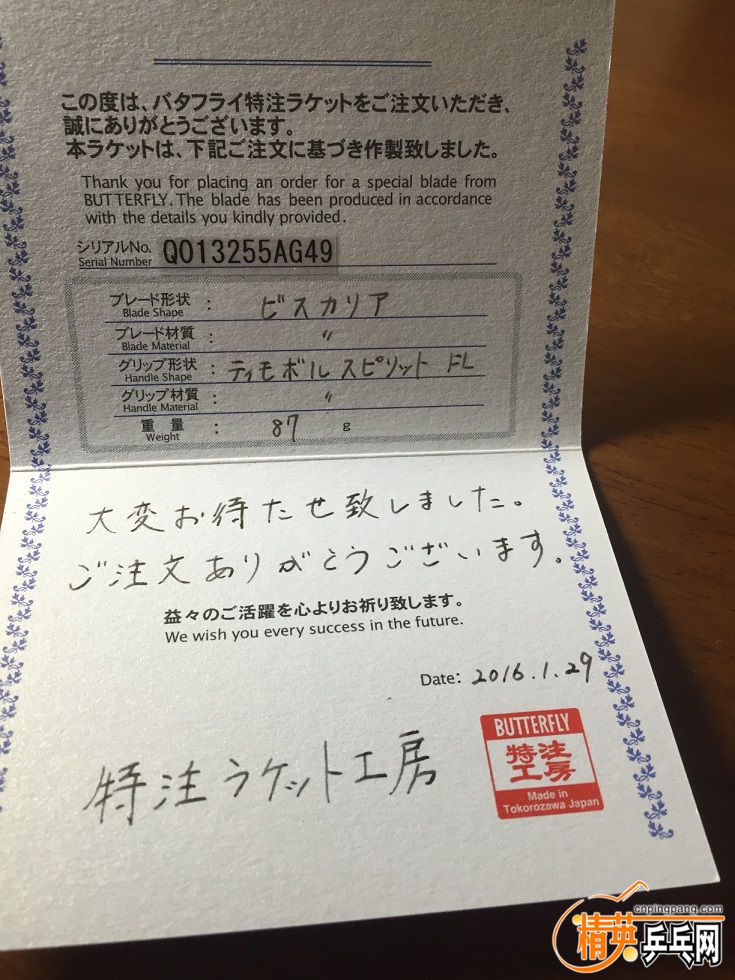 この度は、バタフライ特注ラケットをご注文いただき、
誠にありがとうございます。
本ラケットは、下記ご注文に基づき作製致しました。
Thank you for placing an order for a special blade from
BUTTERFLY. The blade has been produced in accordance
with the details you kindly provided.
シリアルNo. Q013255AG49
Serial Number
ブレード形状 : ビスカリア
Blade Shape
ブレード材質 : 〃
Blade Material
グリップ形状 : ティモボル スピリット FL
Handle Shape
グリップ材質 : 〃
Handle Material
重 量 : 87 g
Weight
大変お待たせ致しました。
ご注文ありがとうございます。
益々のご活躍を心よりお祈り致します。
We wish you every success in the future.
Date: 2016.1.29
特注ラケット工房
BUTTERFLY
特注
工房
Made in
Tokorozawa Japan
cnpingpang.com
精英乒乓网